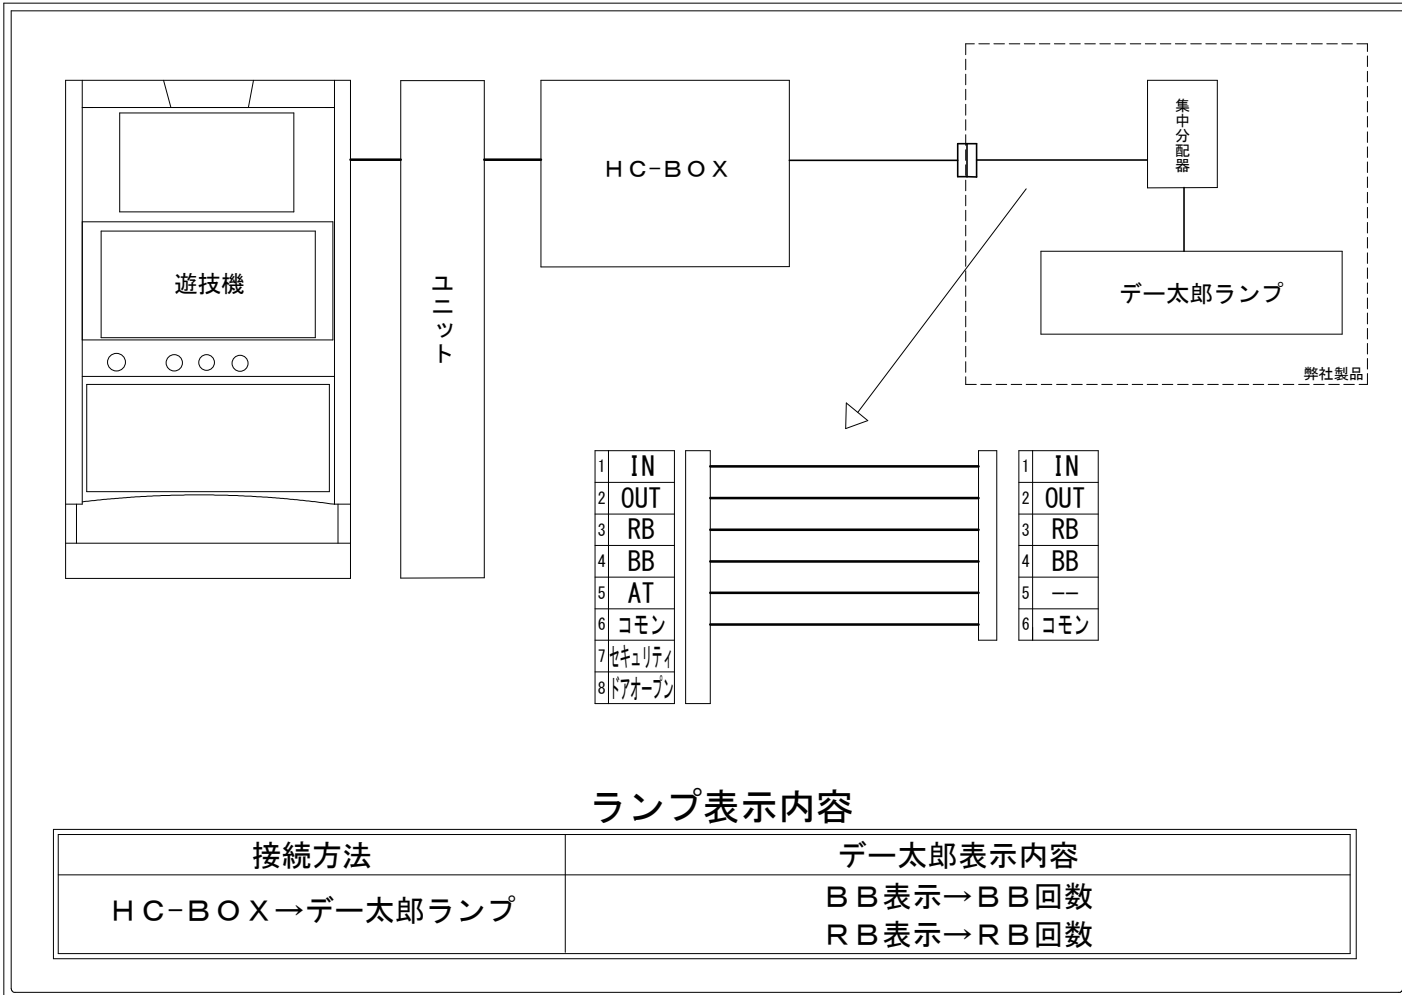 遊技機
ユニット
ＨＣ-ＢＯＸ
集中分配器
デー太郎ランプ
弊社製品
1 IN
2 OUT
3 RB
4 BB
5 AT
6 コモン
7 セキュリティ
8 ドアオープン
1 IN
2 OUT
3 RB
4 BB
5 --
6 コモン
ランプ表示内容
接続方法 デー太郎表示内容
ＨＣ-ＢＯＸ→デー太郎ランプ
ＢＢ表示→ＢＢ回数
ＲＢ表示→ＲＢ回数